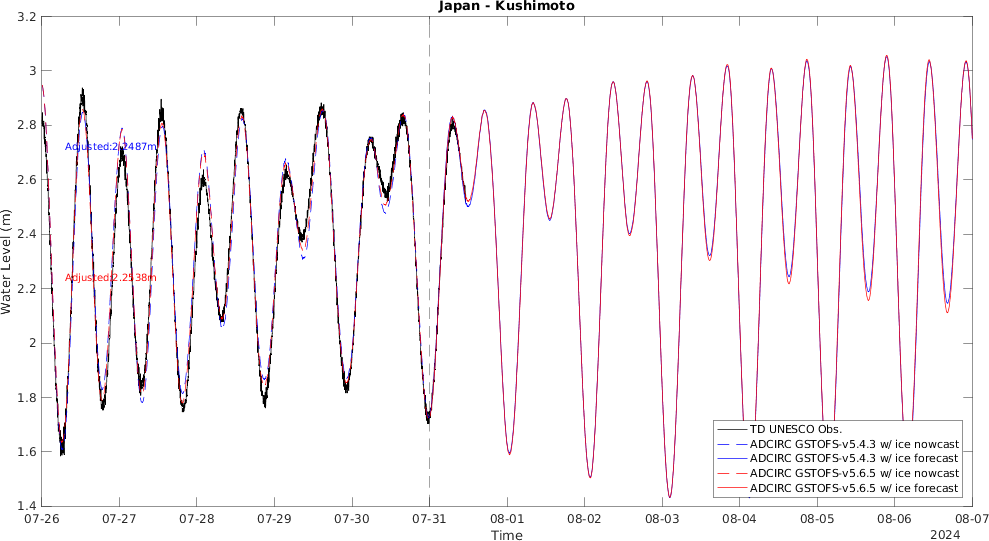 Japan - Kushimoto
3.2
3
2.8
2.6
2.4
2.2
2
1.8
1.6
1.4
Water Level (m)
Adjusted:2.2487m
Adjusted:2.2538m
TD UNESCO Obs.
ADCIRC GSTOFS-v5.4.3 w/ ice nowcast
ADCIRC GSTOFS-v5.4.3 w/ ice forecast
ADCIRC GSTOFS-v5.6.5 w/ ice nowcast
ADCIRC GSTOFS-v5.6.5 w/ ice forecast
07-26 07-27 07-28 07-29 07-30 07-31 08-01 08-02 08-03 08-04 08-05 08-06 08-07
Time
2024